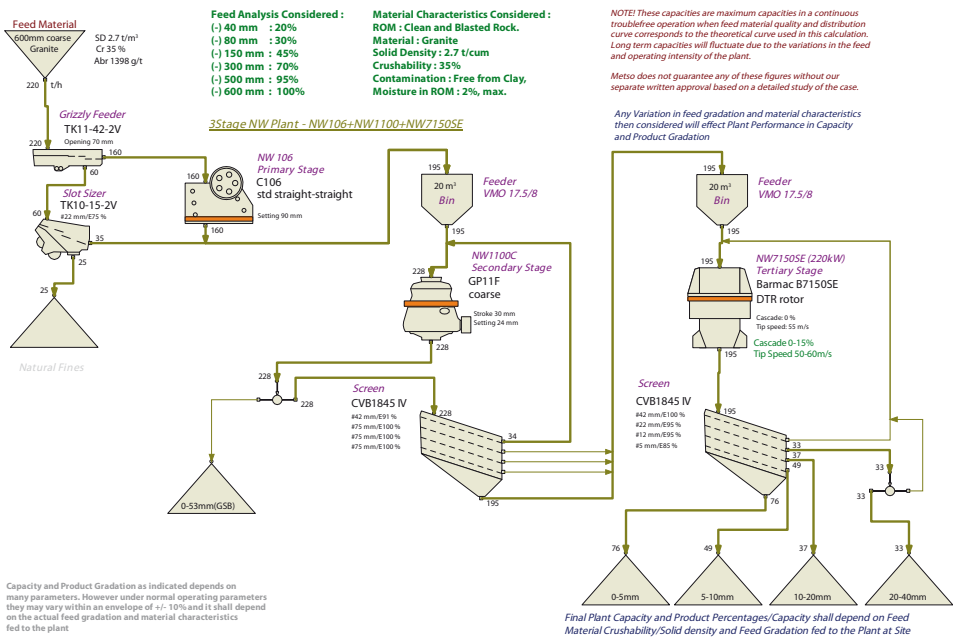 Feed Material
600mm coarse
Granite
SD 2.7 t/m³
Cr 35 %
Abr 1398 g/t
220 t/h
Feed Analysis Considered :
(-) 40 mm : 20%
(-) 80 mm : 30%
(-) 150 mm : 45%
(-) 300 mm : 70%
(-) 500 mm : 95%
(-) 600 mm : 100%
Material Characteristics Considered :
ROM : Clean and Blasted Rock.
Material : Granite
Solid Density : 2.7 t/cum
Crushability : 35%
Contamination : Free from Clay,
Moisture in ROM : 2%, max.
NOTE! These capacities are maximum capacities in a continuous
troublefree operation when feed material quality and distribution
curve corresponds to the theoretical curve used in this calculation.
Long term capacities will fluctuate due to the variations in the feed
and operating intensity of the plant.
Metso does not guarantee any of these figures without our
separate written approval based on a detailed study of the case.
Any Variation in feed gradation and material characteristics
then considered will effect Plant Performance in Capacity
and Product Gradation
3Stage NW Plant - NW106+NW1100+NW7150SE
Grizzly Feeder
TK11-42-2V
Opening 70 mm
220
160
60
Slot Sizer
TK10-15-2V
#22 mm/E75 %
60
35
25
25
Natural Fines
NW 106
Primary Stage
C106
std straight-straight
Setting 90 mm
160
160
195
20 m³
Bin
Feeder
VMO 17.5/8
195
NW1100C
Secondary Stage
GP11F
coarse
Stroke 30 mm
Setting 24 mm
228
228
228
228
0-53mm(GSB)
Screen
CVB1845 IV
#42 mm/E91 %
#75 mm/E100 %
#75 mm/E100 %
#75 mm/E100 %
228
34
195
195
20 m³
Bin
Feeder
VMO 17.5/8
195
195
NW7150SE (220kW)
Tertiary Stage
Barmac B7150SE
DTR rotor
Cascade: 0 %
Tip speed: 55 m/s
Cascade 0-15%
Tip Speed 50-60m/s
195
Screen
CVB1845 IV
#42 mm/E100 %
#22 mm/E95 %
#12 mm/E95 %
#5 mm/E85 %
195
33
37
49
76
33
33
76
49
37
33
0-5mm
5-10mm
10-20mm
20-40mm
Capacity and Product Gradation as indicated depends on
many parameters. However under normal operating parameters
they may vary within an envelope of +/- 10% and it shall depend
on the actual feed gradation and material characteristics
fed to the plant
Final Plant Capacity and Product Percentages/Capacity shall depend on Feed
Material Crushability/Solid density and Feed Gradation fed to the Plant at Site